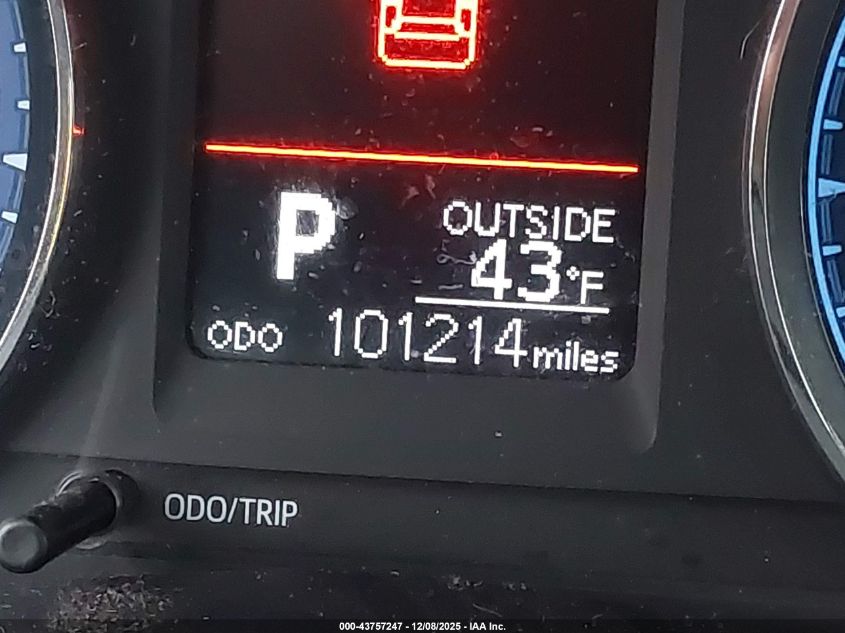 P
OUTSIDE
43°F
ODO 101214 miles
ODO/TRIP
000-43757247 - 12/08/2025 - IAA Inc.